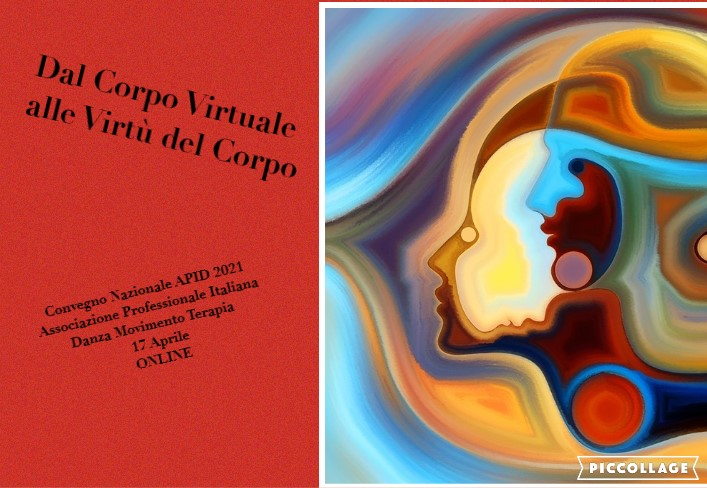 Dal Corpo Virtuale
alle Virtù del Corpo
Convegno Nazionale APID 2021
Associazione Professionale Italiana
Danza Movimento Terapia
17 Aprile
ONLINE
PICCOLLAGE